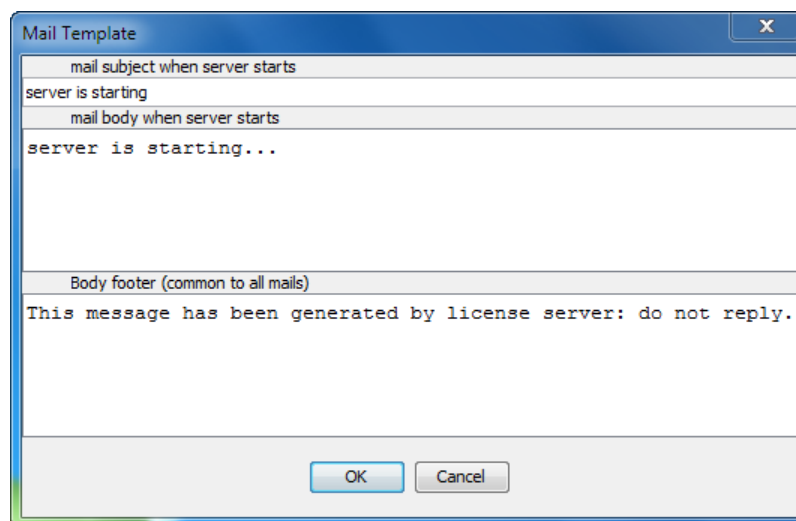 Mail Template
mail subject when server starts
server is starting
mail body when server starts
server is starting...
Body footer (common to all mails)
This message has been generated by license server: do not reply.
OK
Cancel